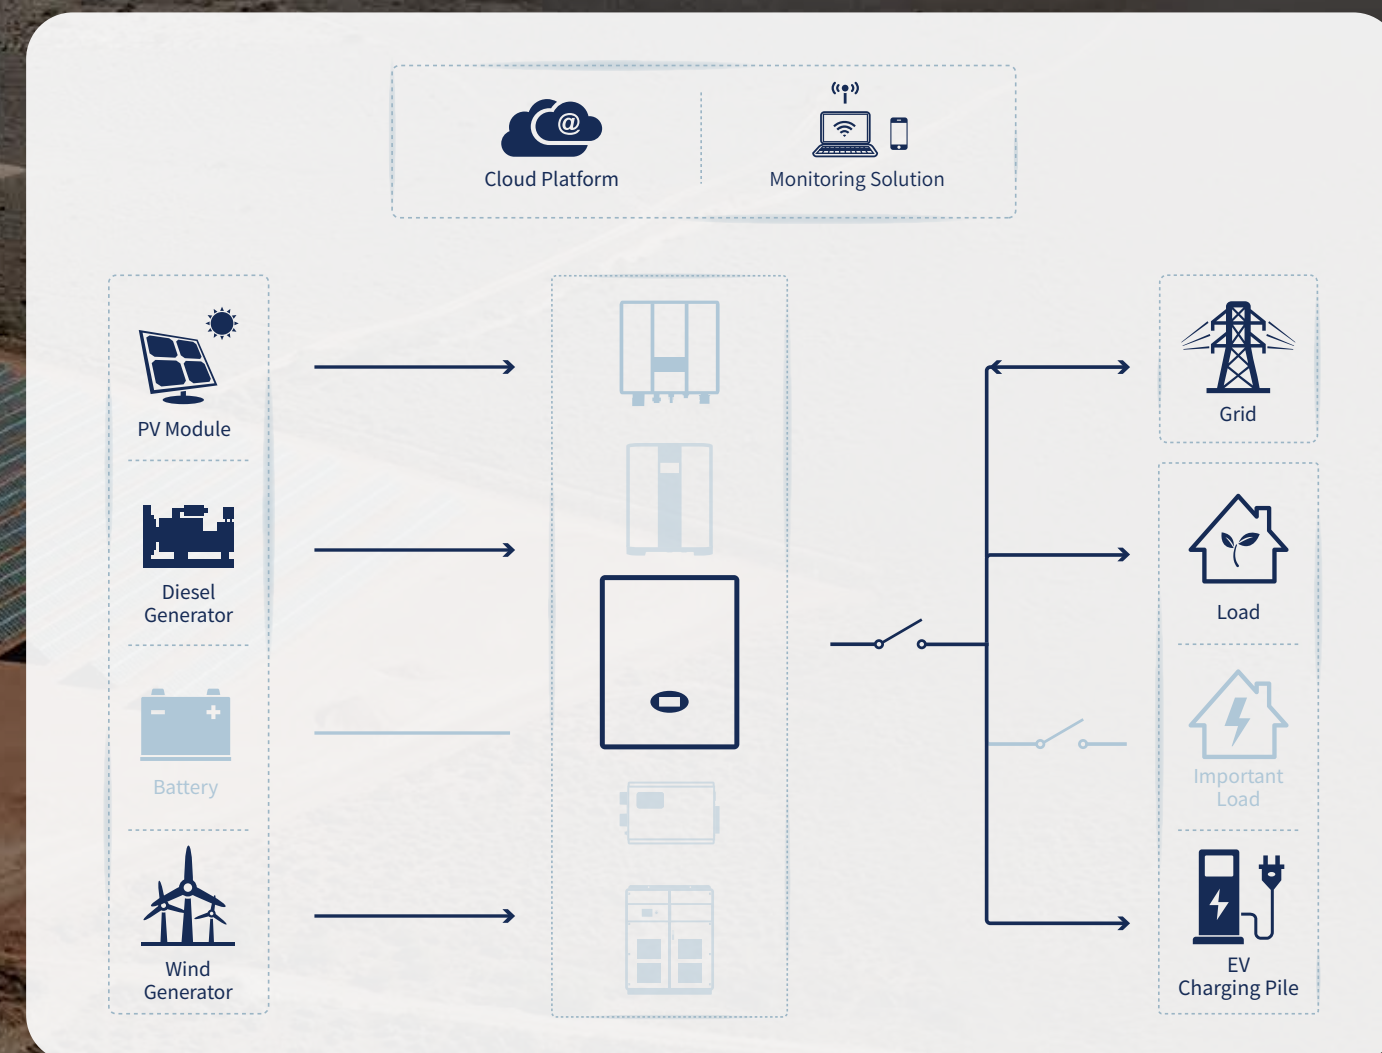 Cloud Platform
Monitoring Solution
PV Module
Diesel
Generator
Battery
Wind
Generator
Grid
Load
Important
Load
EV
Charging Pile